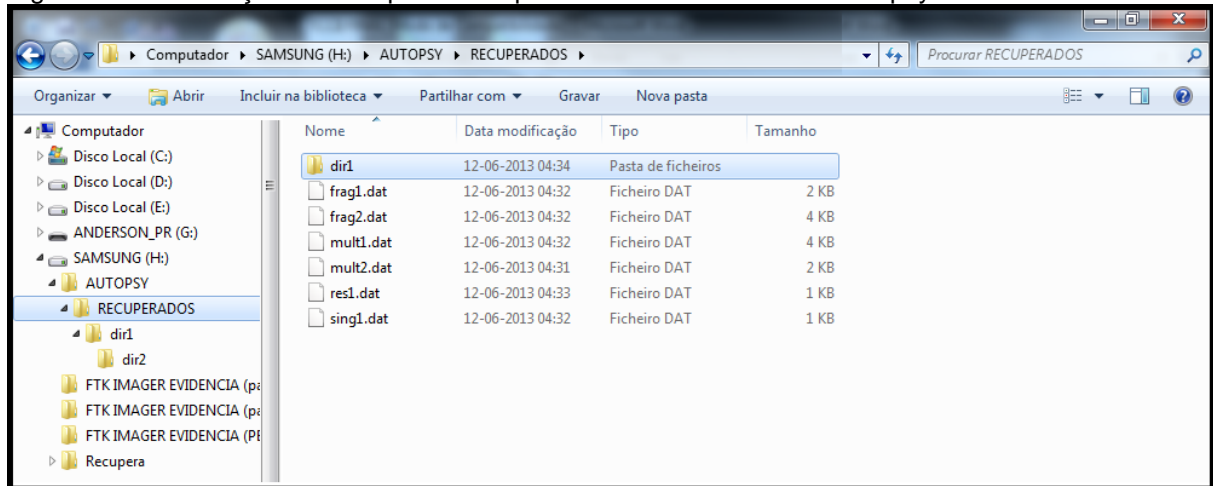 Computador SAMSUNG (H:) AUTOPSY RECUPERADOS Procurar RECUPERADOS
Organizar Abrir Incluir na biblioteca Partilhar com Gravar Nova pasta
Computador
Disco Local (C:)
Disco Local (D:)
Disco Local (E:)
ANDERSON_PR (G:)
SAMSUNG (H:)
AUTOPSY
RECUPERADOS
dir1
dir2
FTK IMAGER EVIDENCIA (pa
FTK IMAGER EVIDENCIA (pa
FTK IMAGER EVIDENCIA (PE
Recupera
Nome Data modificação Tipo Tamanho
dir1 12-06-2013 04:34 Pasta de ficheiros
frag1.dat 12-06-2013 04:32 Ficheiro DAT 2 KB
frag2.dat 12-06-2013 04:32 Ficheiro DAT 4 KB
mult1.dat 12-06-2013 04:32 Ficheiro DAT 4 KB
mult2.dat 12-06-2013 04:31 Ficheiro DAT 2 KB
res1.dat 12-06-2013 04:33 Ficheiro DAT 1 KB
sing1.dat 12-06-2013 04:32 Ficheiro DAT 1 KB